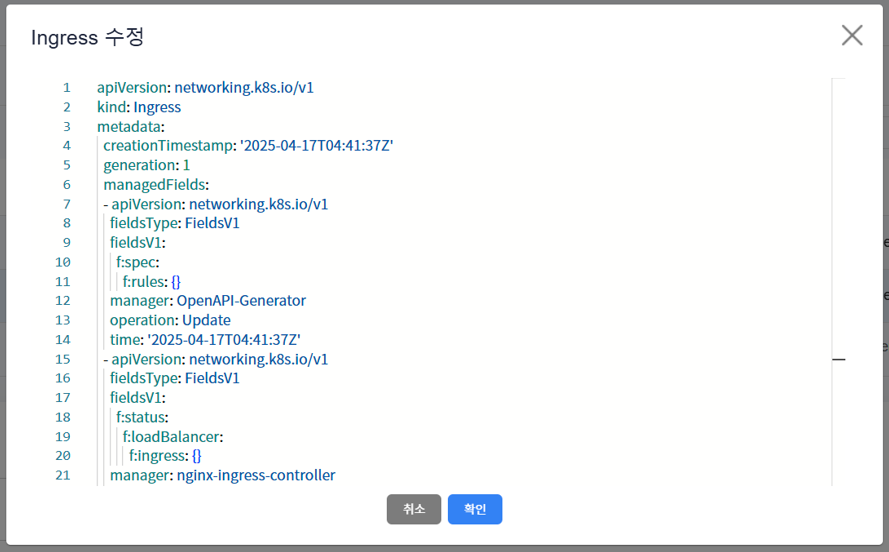 Ingress 수정
1 apiVersion: networking.k8s.io/v1
2 kind: Ingress
3 metadata:
4 creationTimestamp: '2025-04-17T04:41:37Z'
5 generation: 1
6 managedFields:
7 - apiVersion: networking.k8s.io/v1
8 fieldsType: FieldsV1
9 fieldsV1:
10 f:spec:
11 f:rules: {}
12 manager: OpenAPI-Generator
13 operation: Update
14 time: '2025-04-17T04:41:37Z'
15 - apiVersion: networking.k8s.io/v1
16 fieldsType: FieldsV1
17 fieldsV1:
18 f:status:
19 f:loadBalancer:
20 f:ingress: {}
21 manager: nginx-ingress-controller
취소 확인